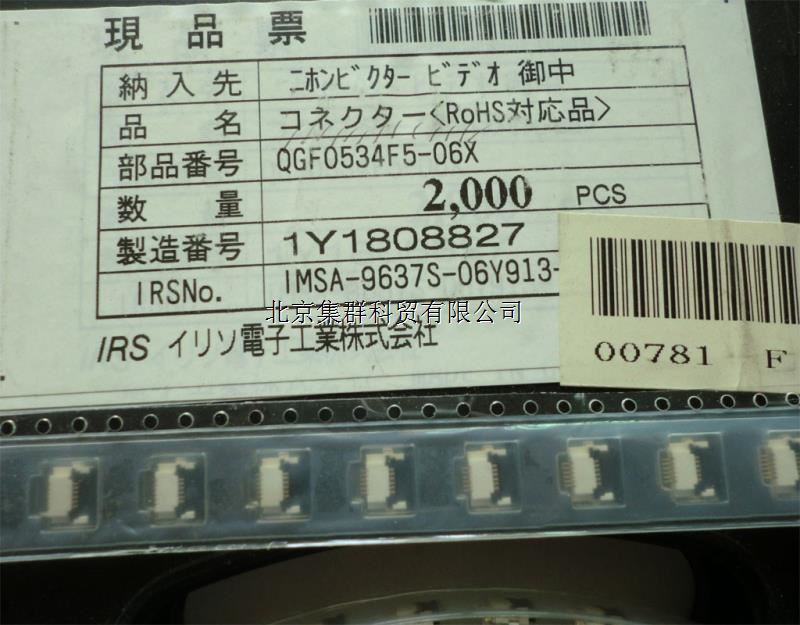 現品票
納入先 ニホンビクター ビデオ 御中
品名 コネクター<RoHS対応品>
部品番号 QGF0534F5-06X
数量 2,000 PCS
製造番号 1Y1808827
IRSNo. IMSA-9637S-06Y913-
北京集群科贸有限公司
IRS イリソ電子工業株式会社
00781 F